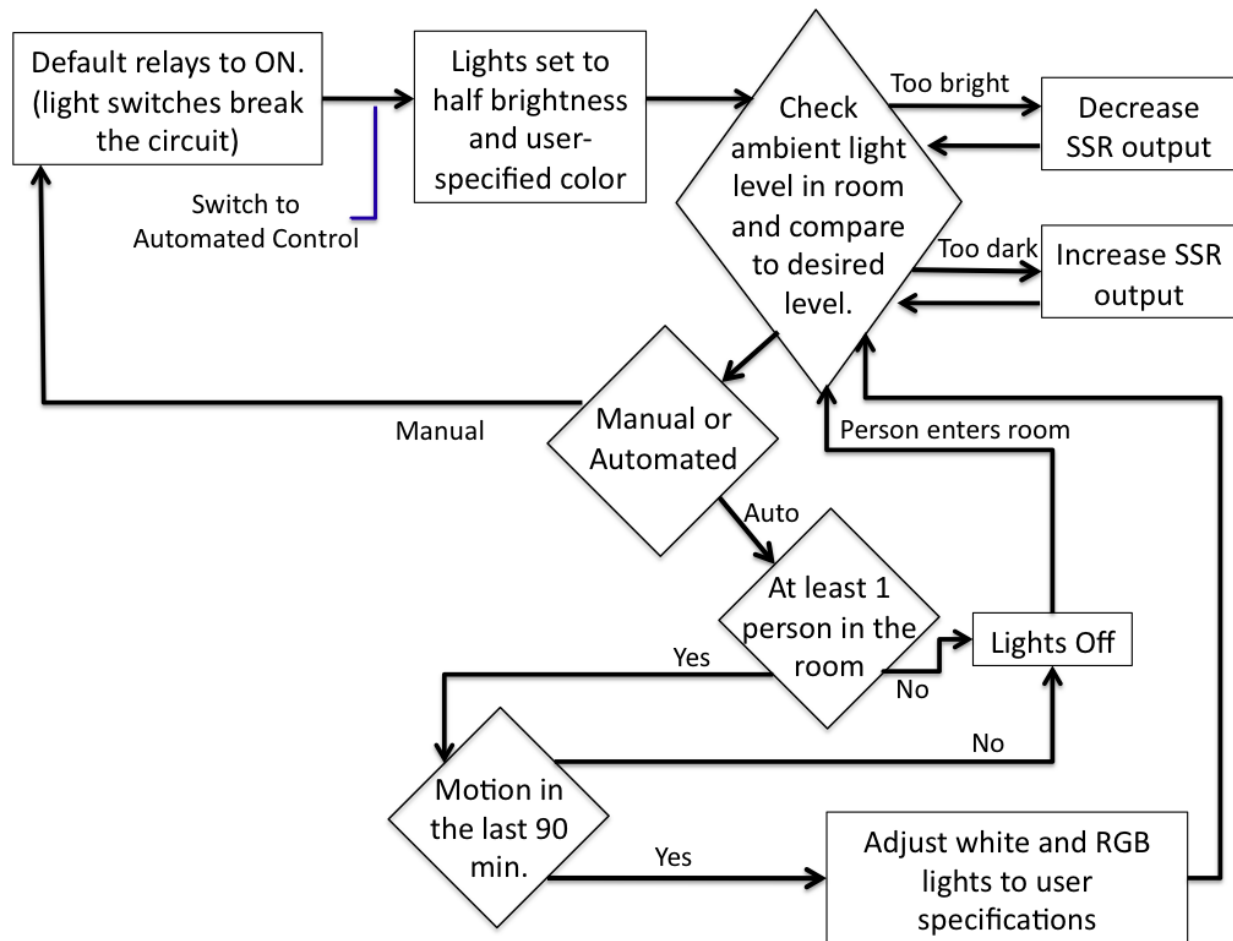 Default relays to ON.
(light switches break
the circuit)
Switch to
Automated Control
Lights set to
half brightness
and user-
specified color
Check
ambient light
level in room
and compare
to desired
level.
Too bright
Decrease
SSR output
Too dark
Increase SSR
output
Manual or
Automated
Manual
Person enters room
Auto
At least 1
person in the
room
Yes
No
Lights Off
Motion in
the last 90
min.
No
Yes
Adjust white and RGB
lights to user
specifications